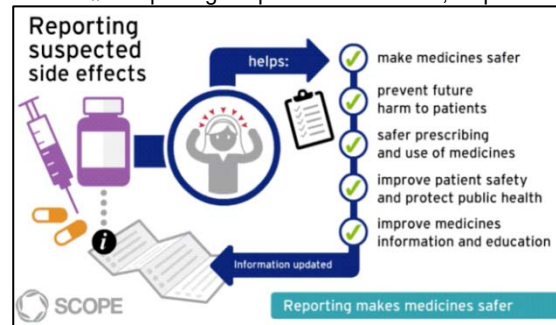 Reporting
suspected
side effects
helps:
make medicines safer
prevent future
harm to patients
safer prescribing
and use of medicines
improve patient safety
and protect public health
improve medicines
information and education
i
Information updated
SCOPE
Reporting makes medicines safer